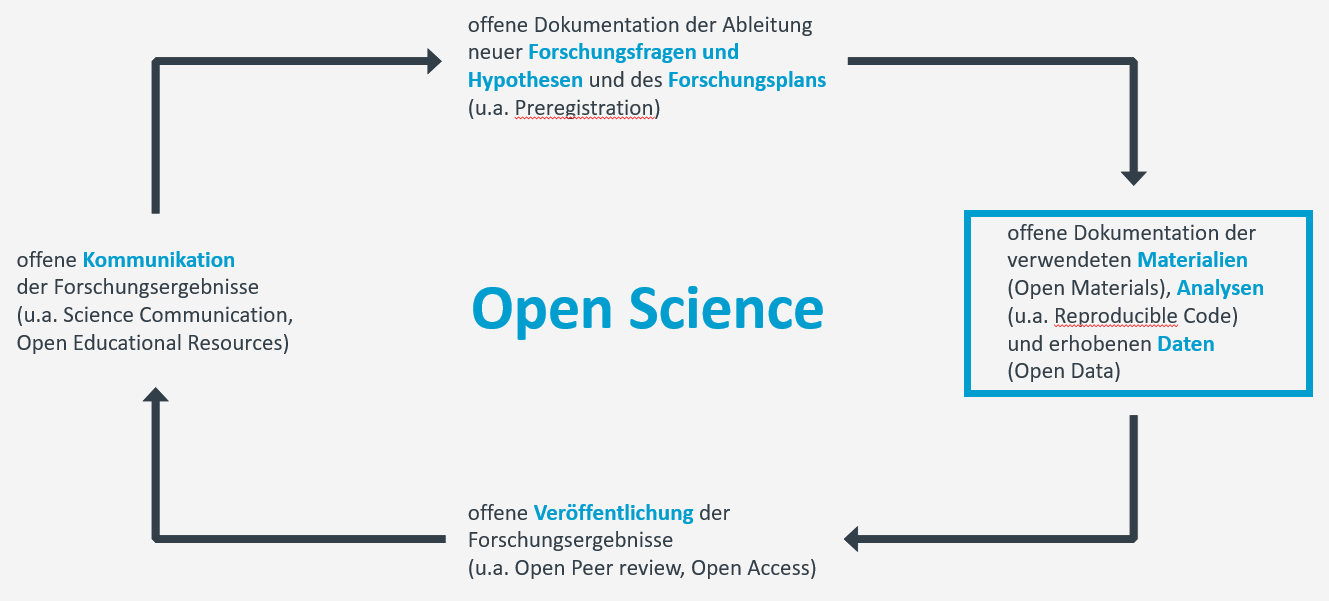 offene Dokumentation der Ableitung
neuer Forschungsfragen und
Hypothesen und des Forschungsplans
(u.a. Preregistration)
offene Dokumentation der
verwendeten Materialien
(Open Materials), Analysen
(u.a. Reproducible Code)
und erhobenen Daten
(Open Data)
offene Kommunikation
der Forschungsergebnisse
(u.a. Science Communication,
Open Educational Resources)
Open Science
offene Veröffentlichung der
Forschungsergebnisse
(u.a. Open Peer review, Open Access)